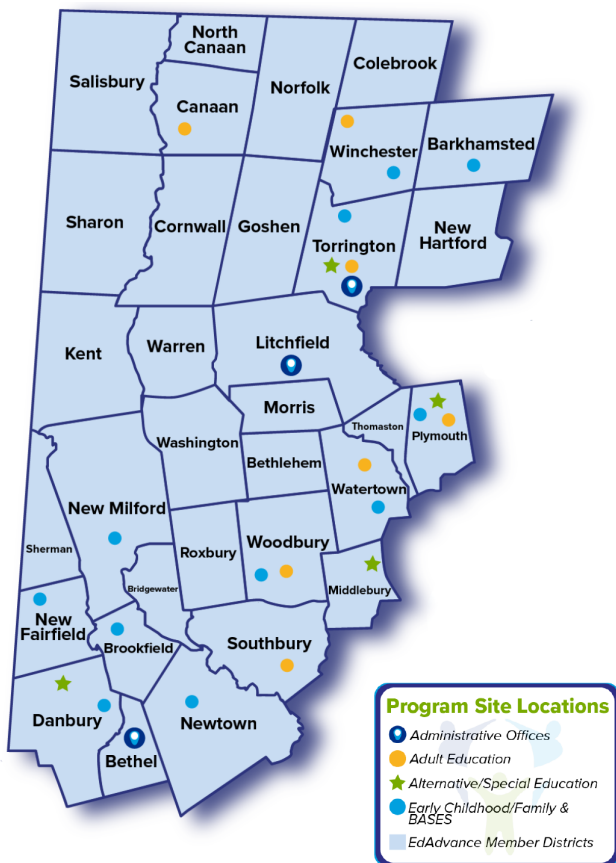 North
Canaan
Colebrook
Salisbury
Norfolk
Canaan
Winchester
Barkhamsted
Sharon
Cornwall
Goshen
Torrington
New
Hartford
Kent
Warren
Litchfield
Morris
Thomaston
Plymouth
Washington
Bethlehem
Watertown
New Milford
Woodbury
Sherman
Roxbury
Bridgewater
Middlebury
New
Fairfield
Brookfield
Southbury
Danbury
Newtown
Bethel
Program Site Locations
Administrative Offices
Adult Education
Alternative/Special Education
Early Childhood/Family &
BASES
EdAdvance Member Districts